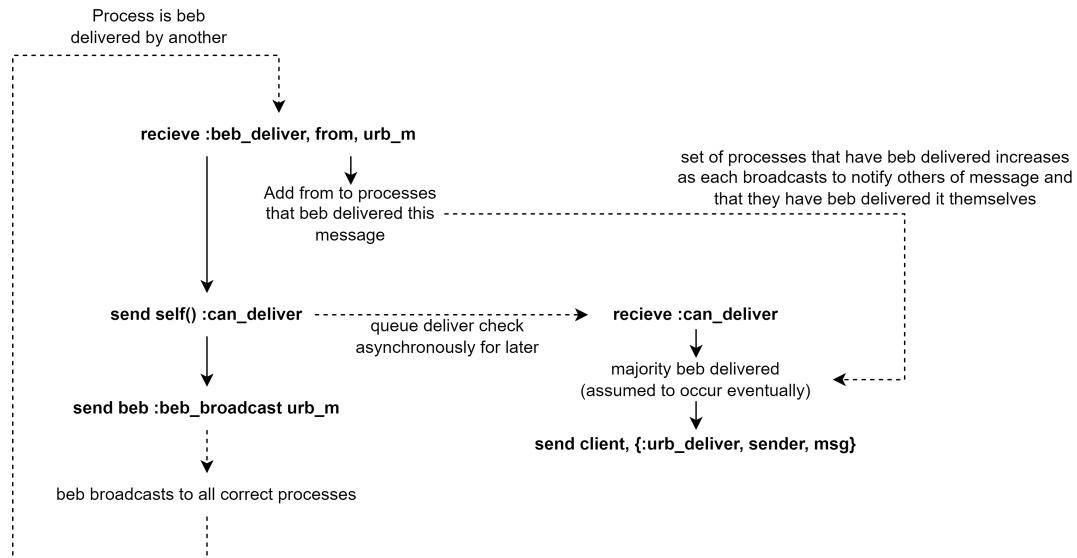 Process is beb
delivered by another
recieve :beb_deliver, from, urb_m
Add from to processes
that beb delivered this
message
set of processes that have beb delivered increases
as each broadcasts to notify others of message and
that they have beb delivered it themselves
send self() :can_deliver
queue deliver check
asynchronously for later
recieve :can_deliver
majority beb delivered
(assumed to occur eventually)
send beb :beb_broadcast urb_m
send client, {:urb_deliver, sender, msg}
beb broadcasts to all correct processes